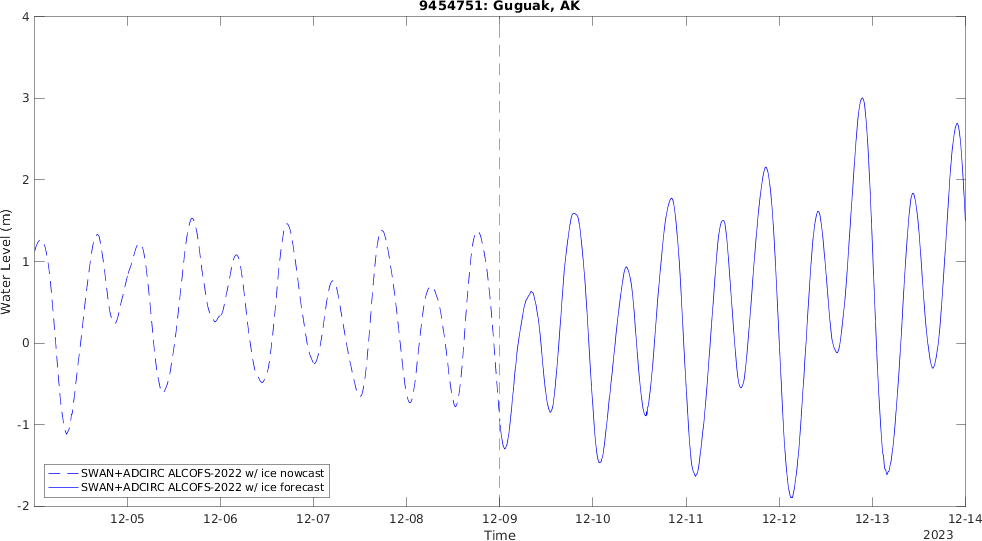 9454751: Guguak, AK
4
3
2
1
0
-1
-2
Water Level (m)
SWAN+ADCIRC ALCOFS-2022 w/ ice nowcast
SWAN+ADCIRC ALCOFS-2022 w/ ice forecast
12-05 12-06 12-07 12-08 12-09 12-10 12-11 12-12 12-13 12-14
Time
2023